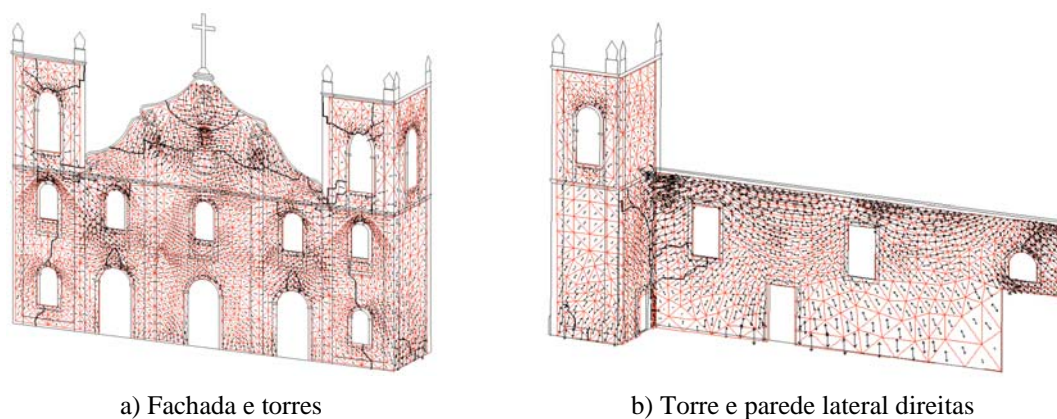 a) Fachada e torres
b) Torre e parede lateral direitas